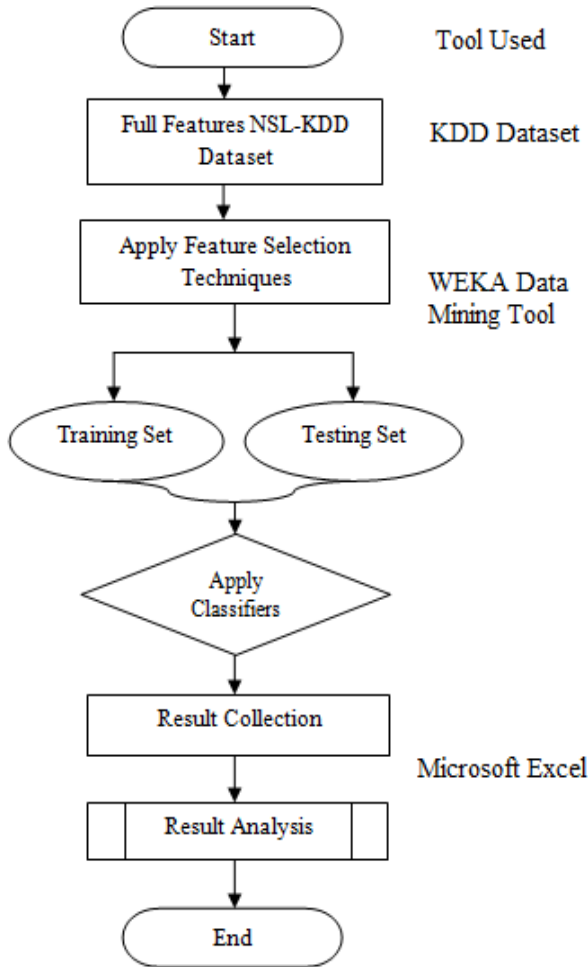 Start
Tool Used
Full Features NSL-KDD
Dataset
KDD Dataset
Apply Feature Selection
Techniques
WEKA Data
Mining Tool
Training Set
Testing Set
Apply
Classifiers
Result Collection
Microsoft Excel
Result Analysis
End